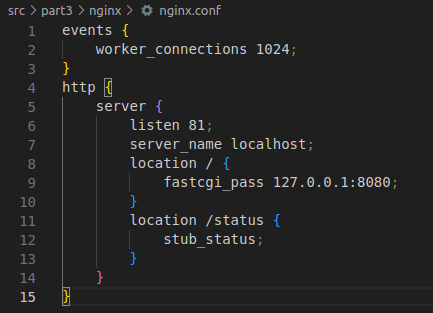 src > part3 > nginx > nginx.conf
1 events {
2     worker_connections 1024;
3 }
4 http {
5     server {
6         listen 81;
7         server_name localhost;
8         location / {
9             fastcgi_pass 127.0.0.1:8080;
10         }
11         location /status {
12             stub_status;
13         }
14     }
15 }